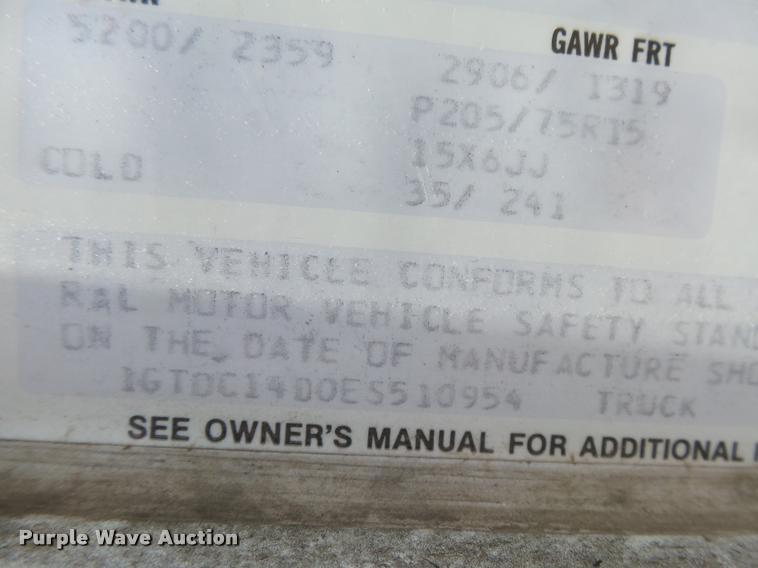 5200/ 2359
GAWR FRT
2906/ 1319
P205/75R15
15X6JJ
COLD
35/ 241
THIS VEHICLE CONFORMS TO ALL
RAL MOTOR VEHICLE SAFETY STAND
ON THE DATE OF MANUFACTURE SHO
1GTDC14D0ES510954 TRUCK
SEE OWNER'S MANUAL FOR ADDITIONAL
Purple Wave Auction